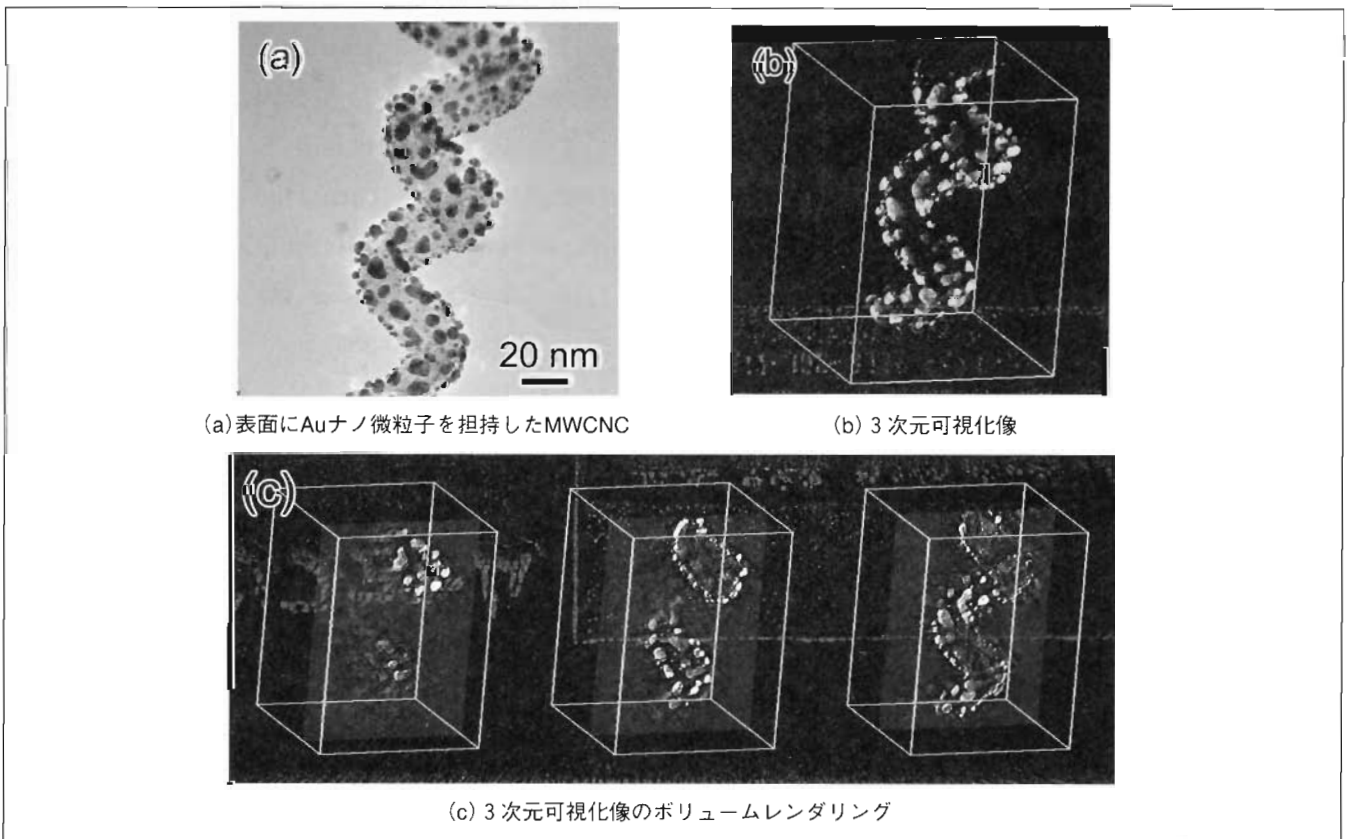 (a)
(b)
20 nm
(a)表面にAuナノ微粒子を担持したMWCNC
(b) 3次元可視化像
(c)
(c) 3次元可視化像のボリュームレンダリング